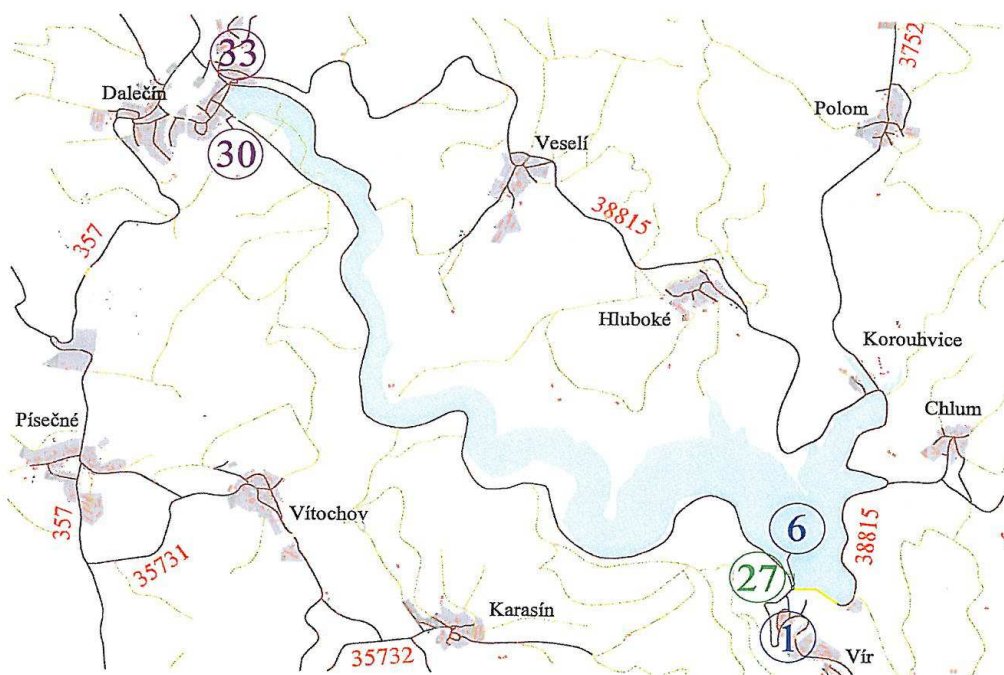 33
3752
Dalečín
Polom
30
Veselí
38815
357
Hluboké
Korouhvice
Chlum
Písečné
Vítochov
357
6
38815
35731
27
Karasín
1
35732
Vír